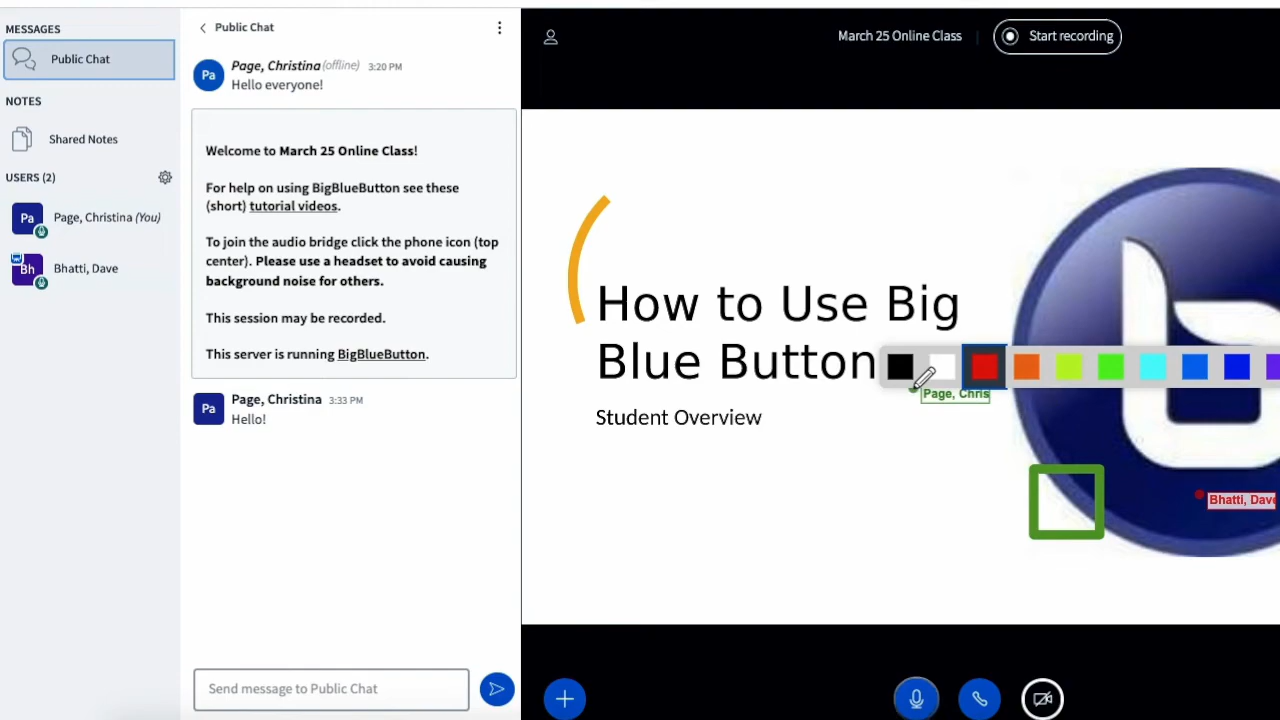 MESSAGES
Public Chat
NOTES
Shared Notes
USERS (2)
Pa
Page, Christina (You)
Bh
Bhatti, Dave
Public Chat
Pa
Page, Christina (offline) 3:20 PM
Hello everyone!
Welcome to March 25 Online Class!
For help on using BigBlueButton see these
(short) tutorial videos.
To join the audio bridge click the phone icon (top
center). Please use a headset to avoid causing
background noise for others.
This session may be recorded.
This server is running BigBlueButton.
Pa
Page, Christina 3:33 PM
Hello!
Send message to Public Chat
March 25 Online Class
Start recording
How to Use Big
Blue Button
Page, Chris
Student Overview
Bhatti, Dave